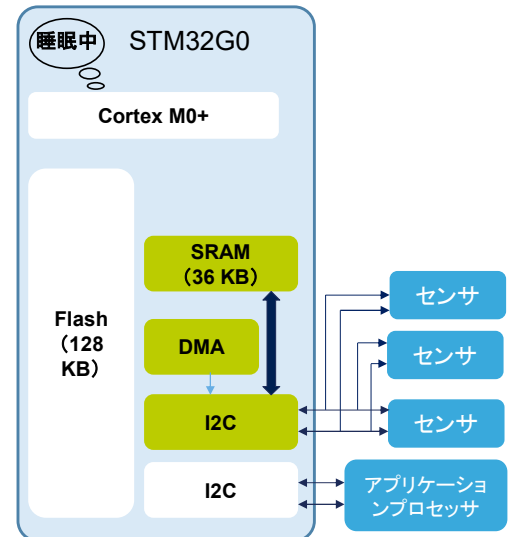 睡眠中
STM32G0
Cortex M0+
Flash
（128
KB）
SRAM
（36 KB）
DMA
I2C
I2C
センサ
センサ
センサ
アプリケーショ
ンプロセッサ